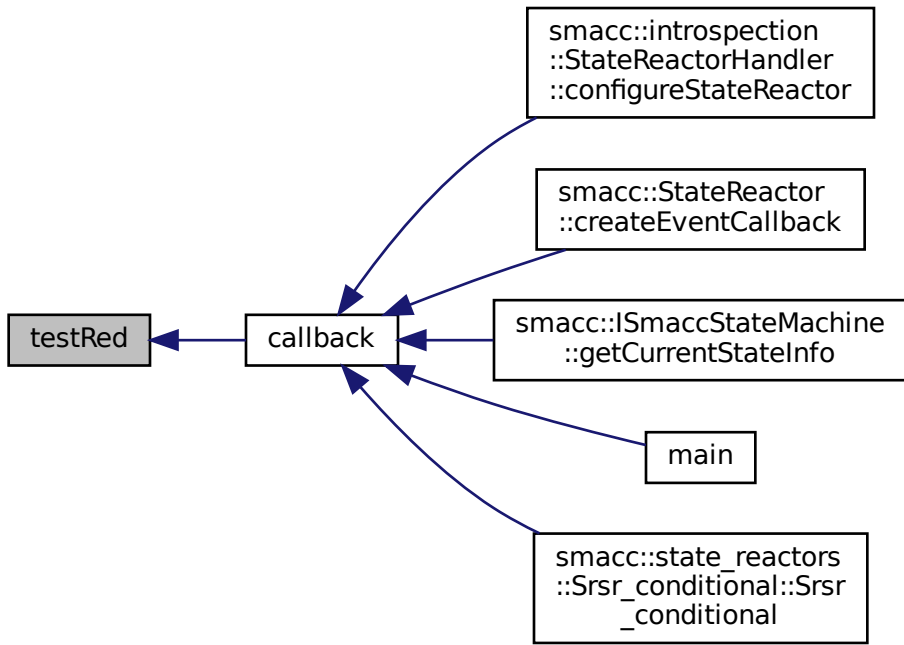 smacc::introspection
::StateReactorHandler
::configureStateReactor
smacc::StateReactor
::createEventCallback
testRed
callback
smacc::ISmaccStateMachine
::getCurrentStateInfo
main
smacc::state_reactors
::Srsr_conditional::Srsr
_conditional